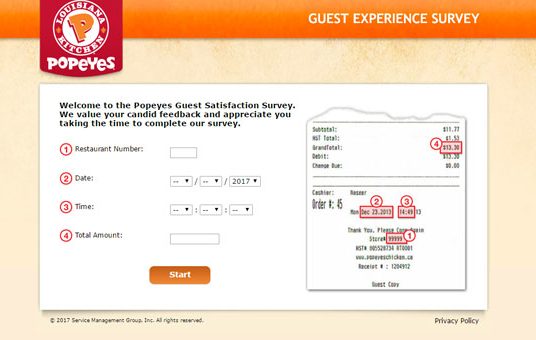 LOUISIANA
KITCHEN
POPEYES
GUEST EXPERIENCE SURVEY
Welcome to the Popeyes Guest Satisfaction Survey.
We value your candid feedback and appreciate you
taking the time to complete our survey.
1 Restaurant Number:
2 Date: -- / -- / 2017
3 Time: -- : -- : --
4 Total Amount:
Start
Subtotal: $11.77
HST Total: $1.53
GrandTotal: 4 $13.30
Debit: $13.30
Change Due: $0.00
Cashier: Naseer
Order #: 45
2 3
Mon Dec 23,2013 14:49 13
Thank You, Please Come Again
Store# 99999 1
HST# 805528734 RT0001
www.popeyeschicken.ca
Receipt # : 1204912
Guest Copy
© 2017 Service Management Group, Inc. All rights reserved.
Privacy Policy